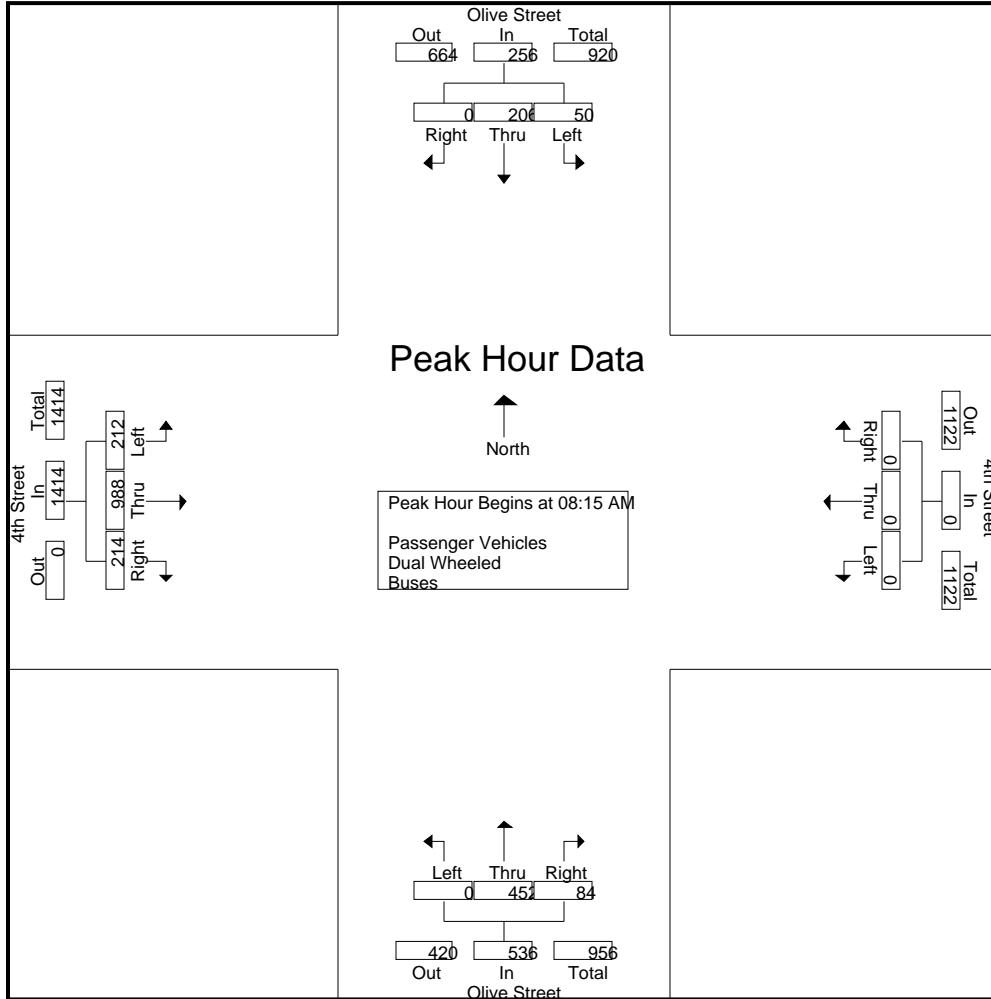 Olive Street
Out In Total
664 256 920
0 206 50
Right Thru Left
Peak Hour Data
North
Peak Hour Begins at 08:15 AM
Passenger Vehicles
Dual Wheeled
Buses
4th Street
Out In Total
0 1414 1414
214 988 212
Right Thru Left
4th Street
Out In Total
1122 0 1122
0 0 0
Right Thru Left
Left Thru Right
0 452 84
420 536 956
Out In Total
Olive Street